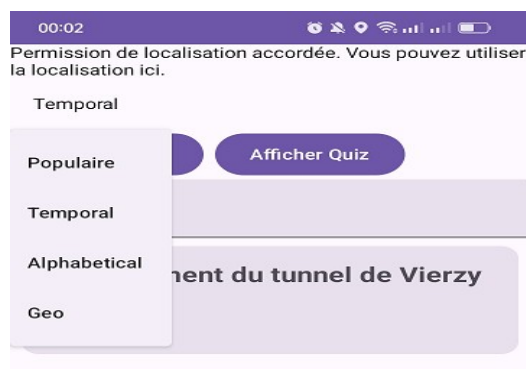 00:02
Permission de localisation accordée. Vous pouvez utiliser
la localisation ici.
Temporal
Populaire
Afficher Quiz
Temporal
Alphabetical
ment du tunnel de Vierzy
Geo